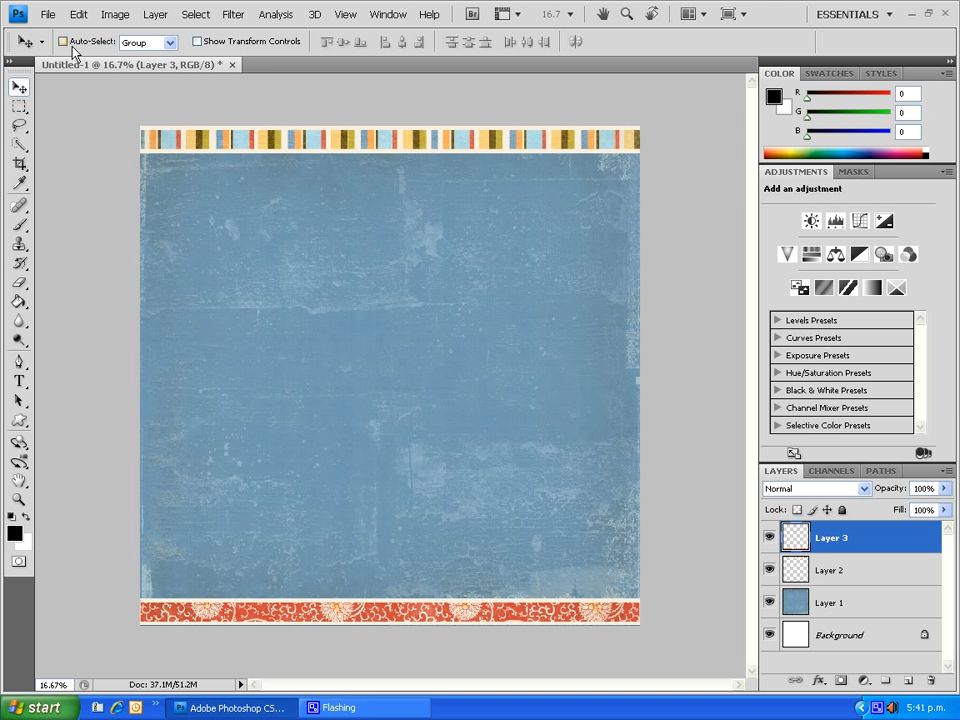 Ps File Edit Image Layer Select Filter Analysis 3D View Window Help Br 16.7 ESSENTIALS
Auto-Select: Group Show Transform Controls
Untitled-1 @ 16.7% (Layer 3, RGB/8) *
COLOR SWATCHES STYLES
R 0
G 0
B 0
ADJUSTMENTS MASKS
Add an adjustment
Levels Presets
Curves Presets
Exposure Presets
Hue/Saturation Presets
Black & White Presets
Channel Mixer Presets
Selective Color Presets
LAYERS CHANNELS PATHS
Normal Opacity: 100%
Lock: Fill: 100%
Layer 3
Layer 2
Layer 1
Background
16.67% Doc: 37.1M/51.2M
start Adobe Photoshop CS... Flashing 5:41 p.m.